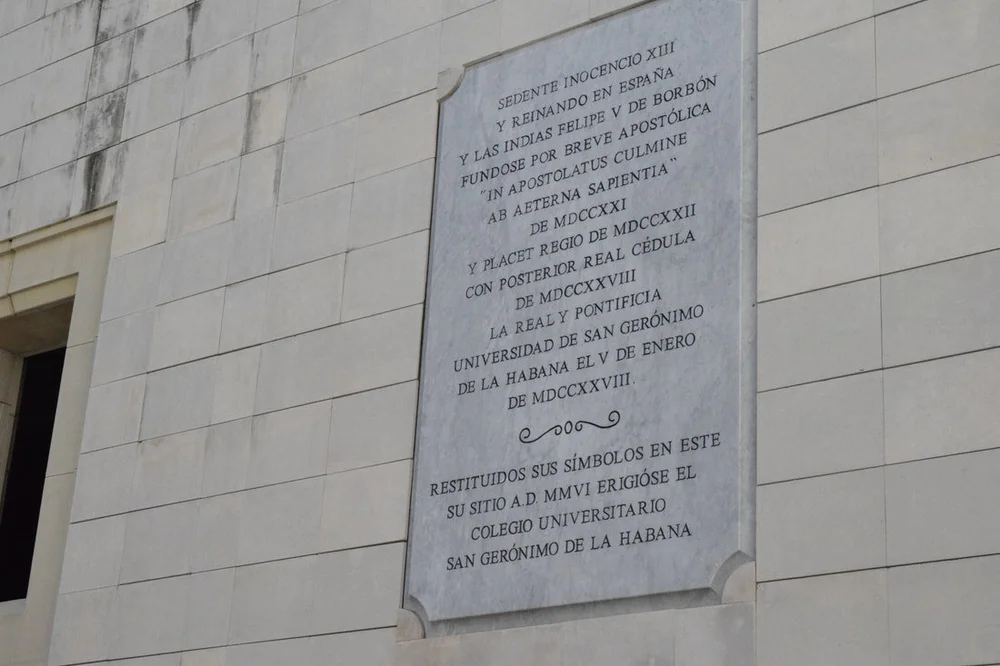 SEDENTE INOCENCIO XIII
Y REINANDO EN ESPAÑA
Y LAS INDIAS FELIPE V DE BORBÓN
FUNDOSE POR BREVE APOSTÓLICA
"IN APOSTOLATUS CULMINE
AB AETERNA SAPIENTIA"
DE MDCCXXI
Y PLACET REGIO DE MDCCXXII
CON POSTERIOR REAL CÉDULA
DE MDCCXXVIII
LA REAL Y PONTIFICIA
UNIVERSIDAD DE SAN GERÓNIMO
DE LA HABANA EL V DE ENERO
DE MDCCXXVIII.
RESTITUIDOS SUS SÍMBOLOS EN ESTE
SU SITIO A.D. MMVI ERIGIÓSE EL
COLEGIO UNIVERSITARIO
SAN GERÓNIMO DE LA HABANA